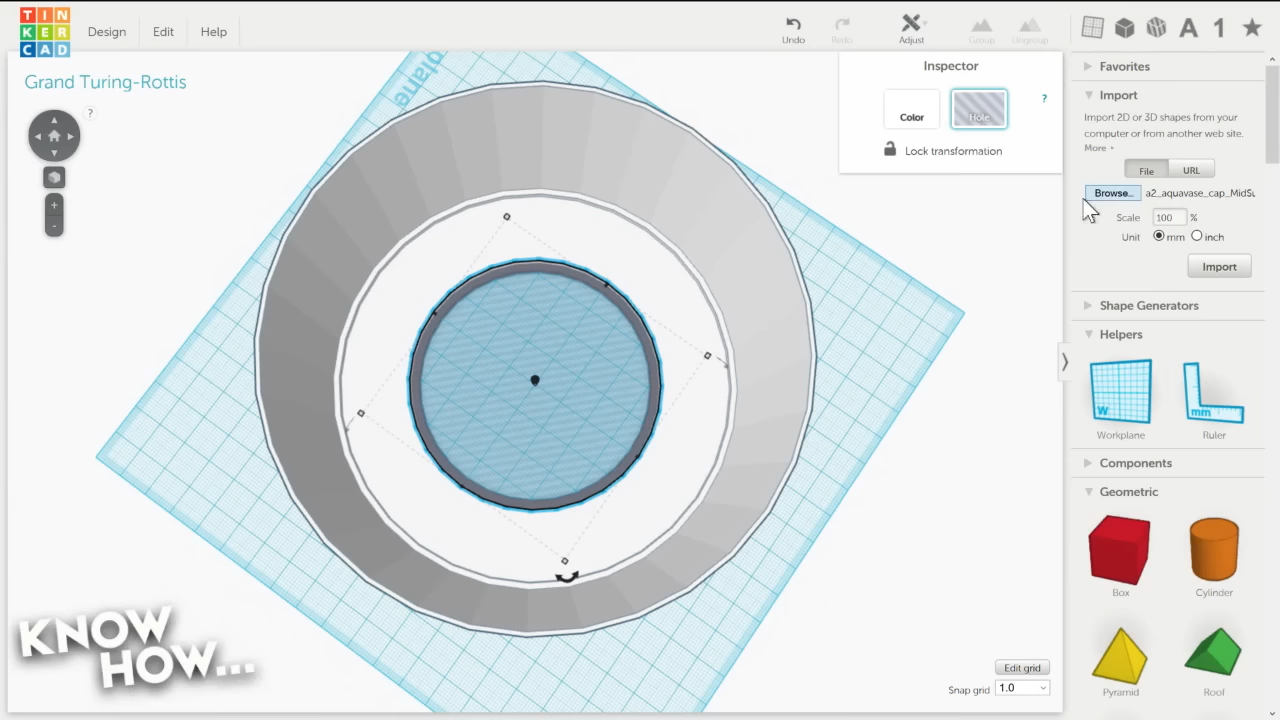 TIN
KER
CAD
Design
Edit
Help
Undo
Redo
Adjust
Group
Ungroup
A
1
Grand Turing-Rottis
?
plane
+
-
Inspector
Color
Hole
?
Lock transformation
Favorites
Import
Import 2D or 3D shapes from your
computer or from another web site.
More
File
URL
Browse...
a2_aquavase_cap_MidSu
Scale
100
%
Unit
mm
inch
Import
Shape Generators
Helpers
W
mm
Workplane
Ruler
Components
Geometric
Box
Cylinder
Pyramid
Roof
Edit grid
Snap grid
1.0
KNOW
HOW...